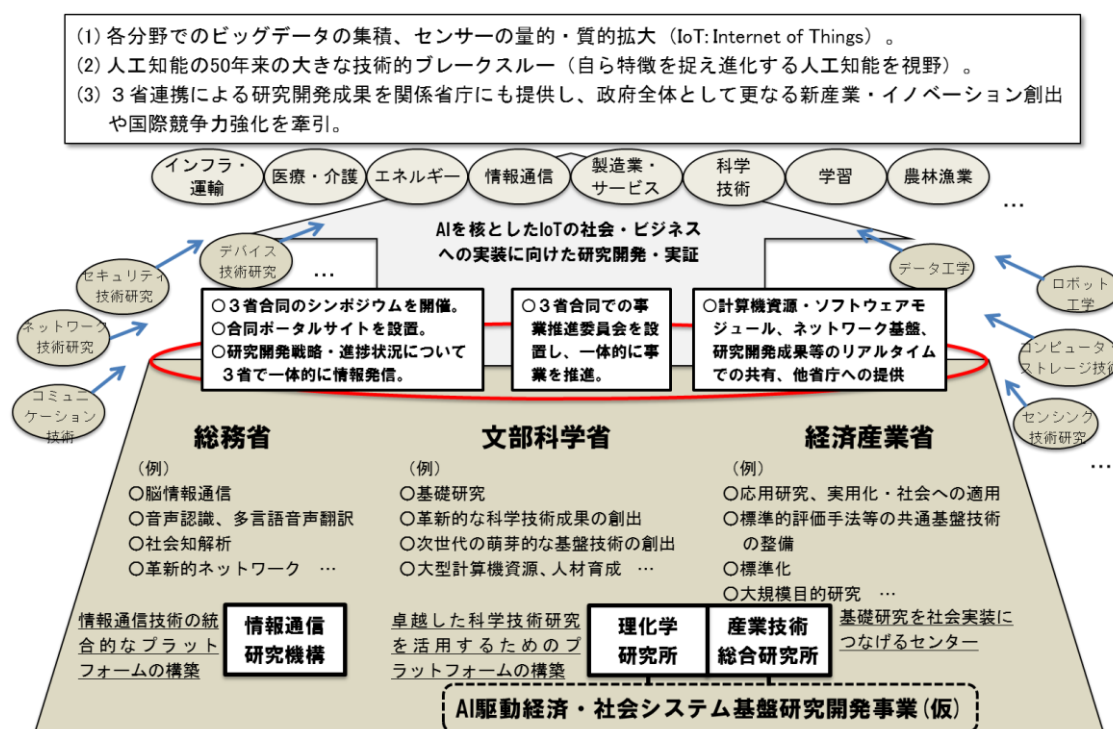 (1) 各分野でのビッグデータの集積、センサーの量的・質的拡大（IoT: Internet of Things）。
(2) 人工知能の50年来の大きな技術的ブレークスルー（自ら特徴を捉え進化する人工知能を視野）。
(3) ３省連携による研究開発成果を関係省庁にも提供し、政府全体として更なる新産業・イノベーション創出
や国際競争力強化を牽引。
インフラ・
運輸
医療・介護
エネルギー
情報通信
製造業・
サービス
科学
技術
学習
農林漁業
…
AIを核としたIoTの社会・ビジネス
への実装に向けた研究開発・実証
デバイス
技術研究
…
セキュリティ
技術研究
ネットワーク
技術研究
コミュニ
ケーション
技術
データ工学
ロボット
工学
コンピュータ・
ストレージ技術
センシング
技術研究
…
○３省合同のシンポジウムを開催。
○合同ポータルサイトを設置。
○研究開発戦略・進捗状況について
３省で一体的に情報発信。
○３省合同での事
業推進委員会を設
置し、一体的に事
業を推進。
○計算機資源・ソフトウェアモ
ジュール、ネットワーク基盤、
研究開発成果等のリアルタイム
での共有、他省庁への提供
総務省
（例）
○脳情報通信
○音声認識、多言語音声翻訳
○社会知解析
○革新的ネットワーク　…
情報通信技術の統
合的なプラット
フォームの構築
情報通信
研究機構
文部科学省
（例）
○基礎研究
○革新的な科学技術成果の創出
○次世代の萌芽的な基盤技術の創出
○大型計算機資源、人材育成　…
卓越した科学技術研究
を活用するためのプ
ラットフォームの構築
理化学
研究所
経済産業省
（例）
○応用研究、実用化・社会への適用
○標準的評価手法等の共通基盤技術
の整備
○標準化
○大規模目的研究　…
産業技術
総合研究所
基礎研究を社会実装に
つなげるセンター
AI駆動経済・社会システム基盤研究開発事業(仮)